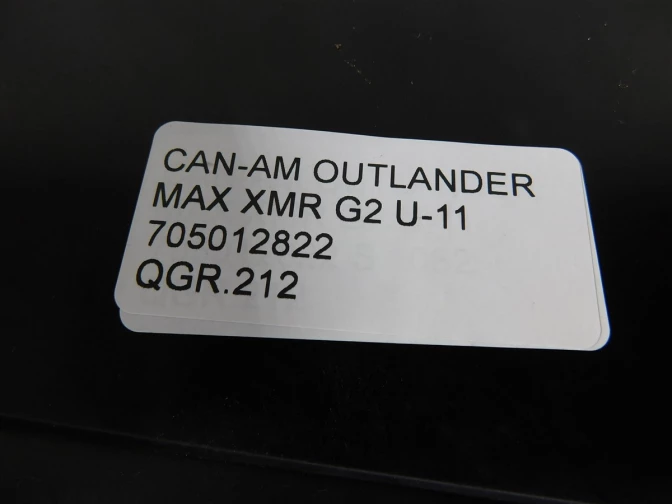 CAN-AM OUTLANDER
MAX XMR G2 U-11
705012822
QGR.212